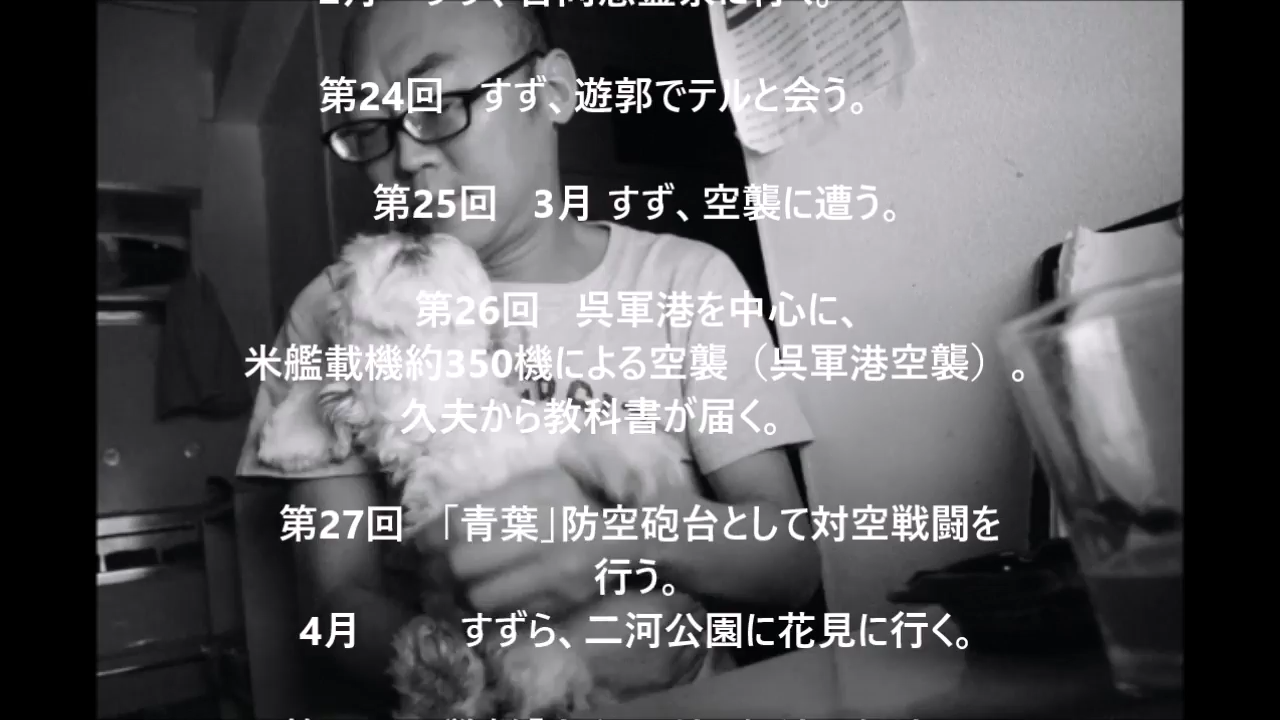 第24回 すず、遊郭でテルと会う。
第25回 3月 すず、空襲に遭う。
第26回 呉軍港を中心に、
米艦載機約350機による空襲（呉軍港空襲）。
久夫から教科書が届く。
第27回 「青葉」防空砲台として対空戦闘を
行う。
4月 すずら、二河公園に花見に行く。